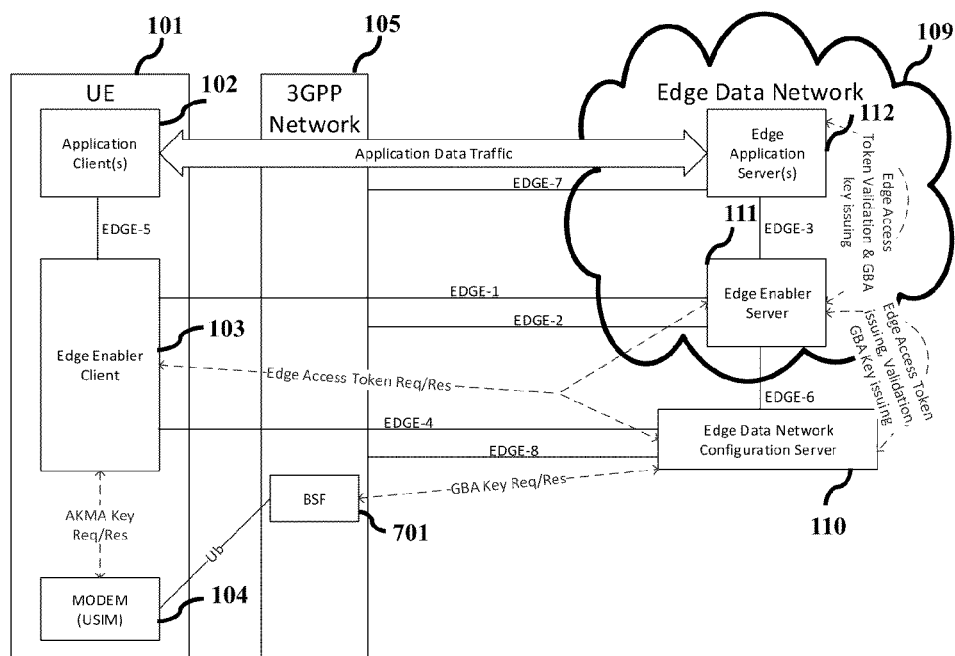 101
105
109
UE
102
3GPP
Network
Edge Data Network
112
Application
Client(s)
Application Data Traffic
Edge
Application
Server(s)
Edge Access
Token Validation & GBA
key issuing
EDGE-7
111
EDGE-5
EDGE-3
EDGE-1
Edge Enabler
Server
103
EDGE-2
Edge Enabler
Client
Edge Access Token Req/Res
Edge Access Token
issuing, Validation,
GBA Key issuing
EDGE-6
EDGE-4
Edge Data Network
Configuration Server
EDGE-8
GBA Key Req/Res
BSF
110
701
AKMA Key
Req/Res
Ub
104
MODEM
(USIM)